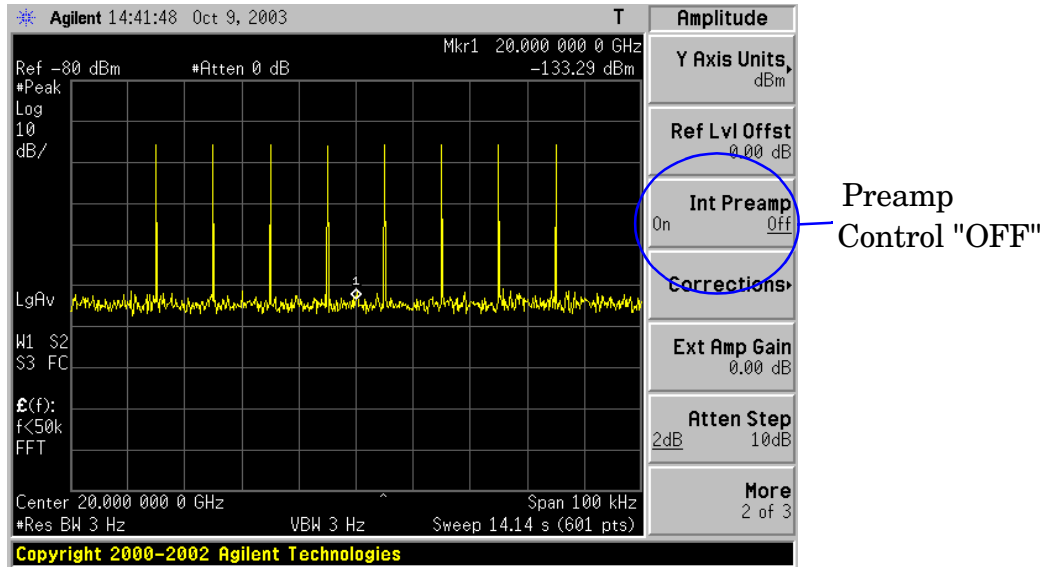 Agilent 14:41:48 Oct 9, 2003 T
Mkr1 20.000 000 0 GHz
Ref -80 dBm #Atten 0 dB -133.29 dBm
#Peak
Log
10
dB/
1
LgAv
W1 S2
S3 FC
£(f):
f<50k
FFT
Center 20.000 000 0 GHz ^ Span 100 kHz
#Res BW 3 Hz VBW 3 Hz Sweep 14.14 s (601 pts)
Copyright 2000-2002 Agilent Technologies
Amplitude
Y Axis Units
dBm
Ref Lvl Offst
0.00 dB
Int Preamp
On Off
Corrections
Ext Amp Gain
0.00 dB
Atten Step
2dB 10dB
More
2 of 3
Preamp
Control "OFF"